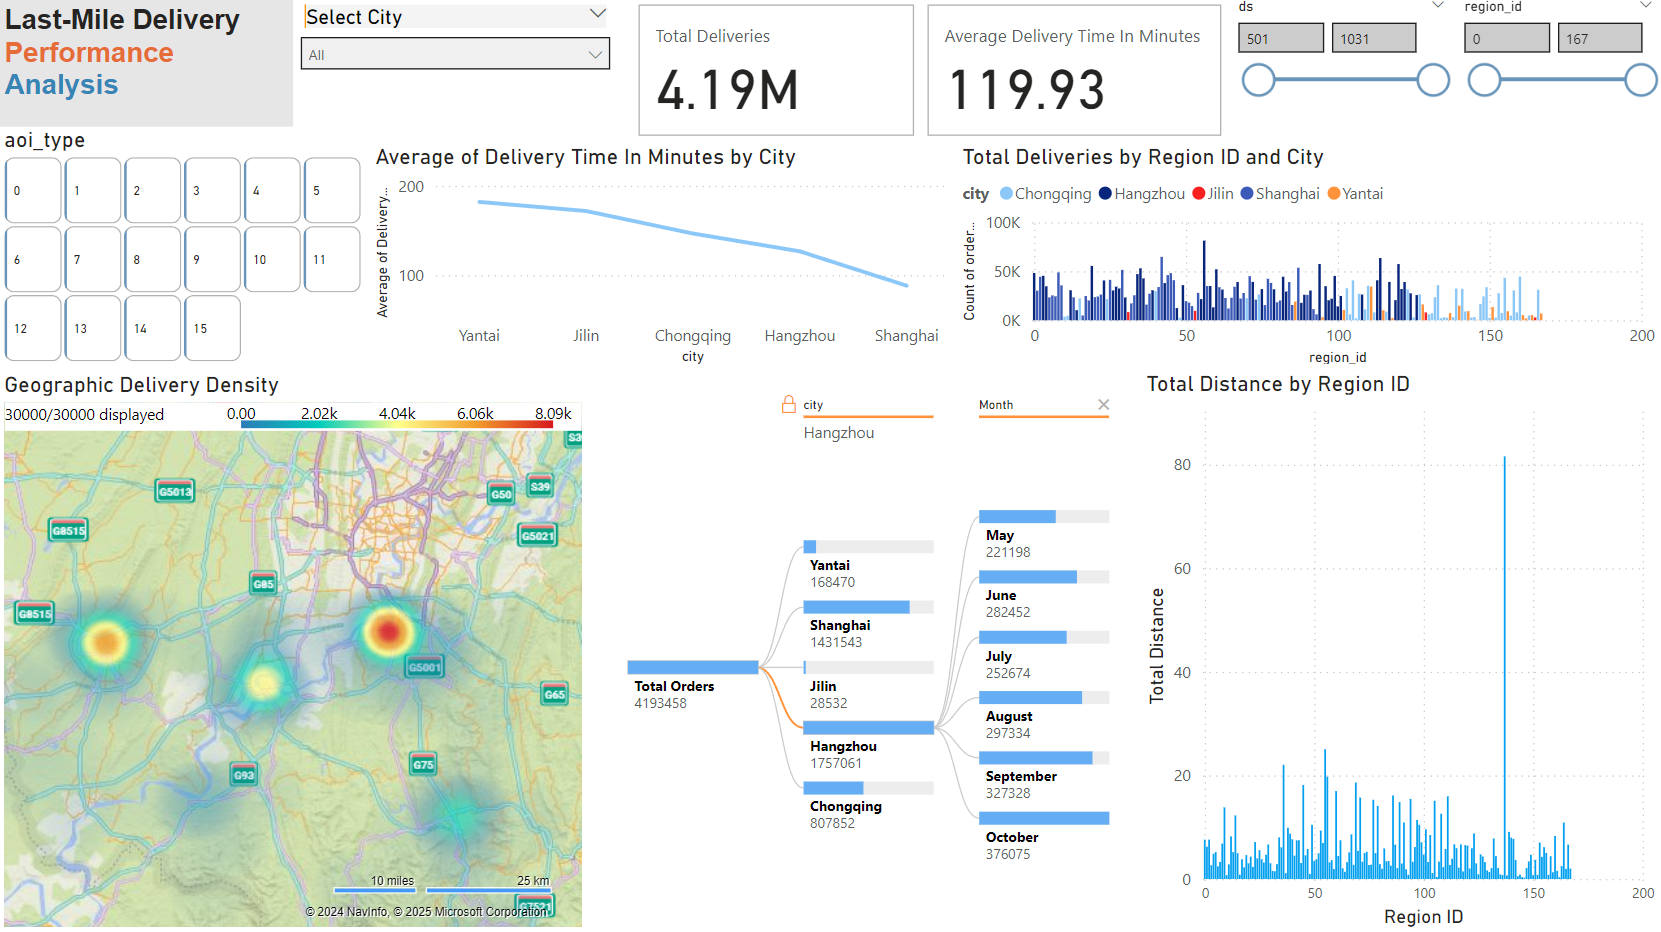 Last-Mile Delivery
Performance
Analysis
Select City
All
Total Deliveries
4.19M
Average Delivery Time In Minutes
119.93
ds
501
1031
region_id
0
167
aoi_type
0
1
2
3
4
5
6
7
8
9
10
11
12
13
14
15
Average of Delivery Time In Minutes by City
Average of Delivery...
200
100
Yantai
Jilin
Chongqing
Hangzhou
Shanghai
city
Total Deliveries by Region ID and City
city
Chongqing
Hangzhou
Jilin
Shanghai
Yantai
Count of order...
100K
50K
0K
0
50
100
150
200
region_id
Geographic Delivery Density
30000/30000 displayed
0.00
2.02k
4.04k
6.06k
8.09k
G5013
G50
S39
G8515
G5021
G85
G8515
G5001
G65
G93
G75
10 miles
25 km
© 2024 NavInfo, © 2025 Microsoft Corporation
city
Hangzhou
Month
Total Orders
4193458
Yantai
168470
Shanghai
1431543
Jilin
28532
Hangzhou
1757061
Chongqing
807852
May
221198
June
282452
July
252674
August
297334
September
327328
October
376075
Total Distance by Region ID
Total Distance
80
60
40
20
0
0
50
100
150
200
Region ID